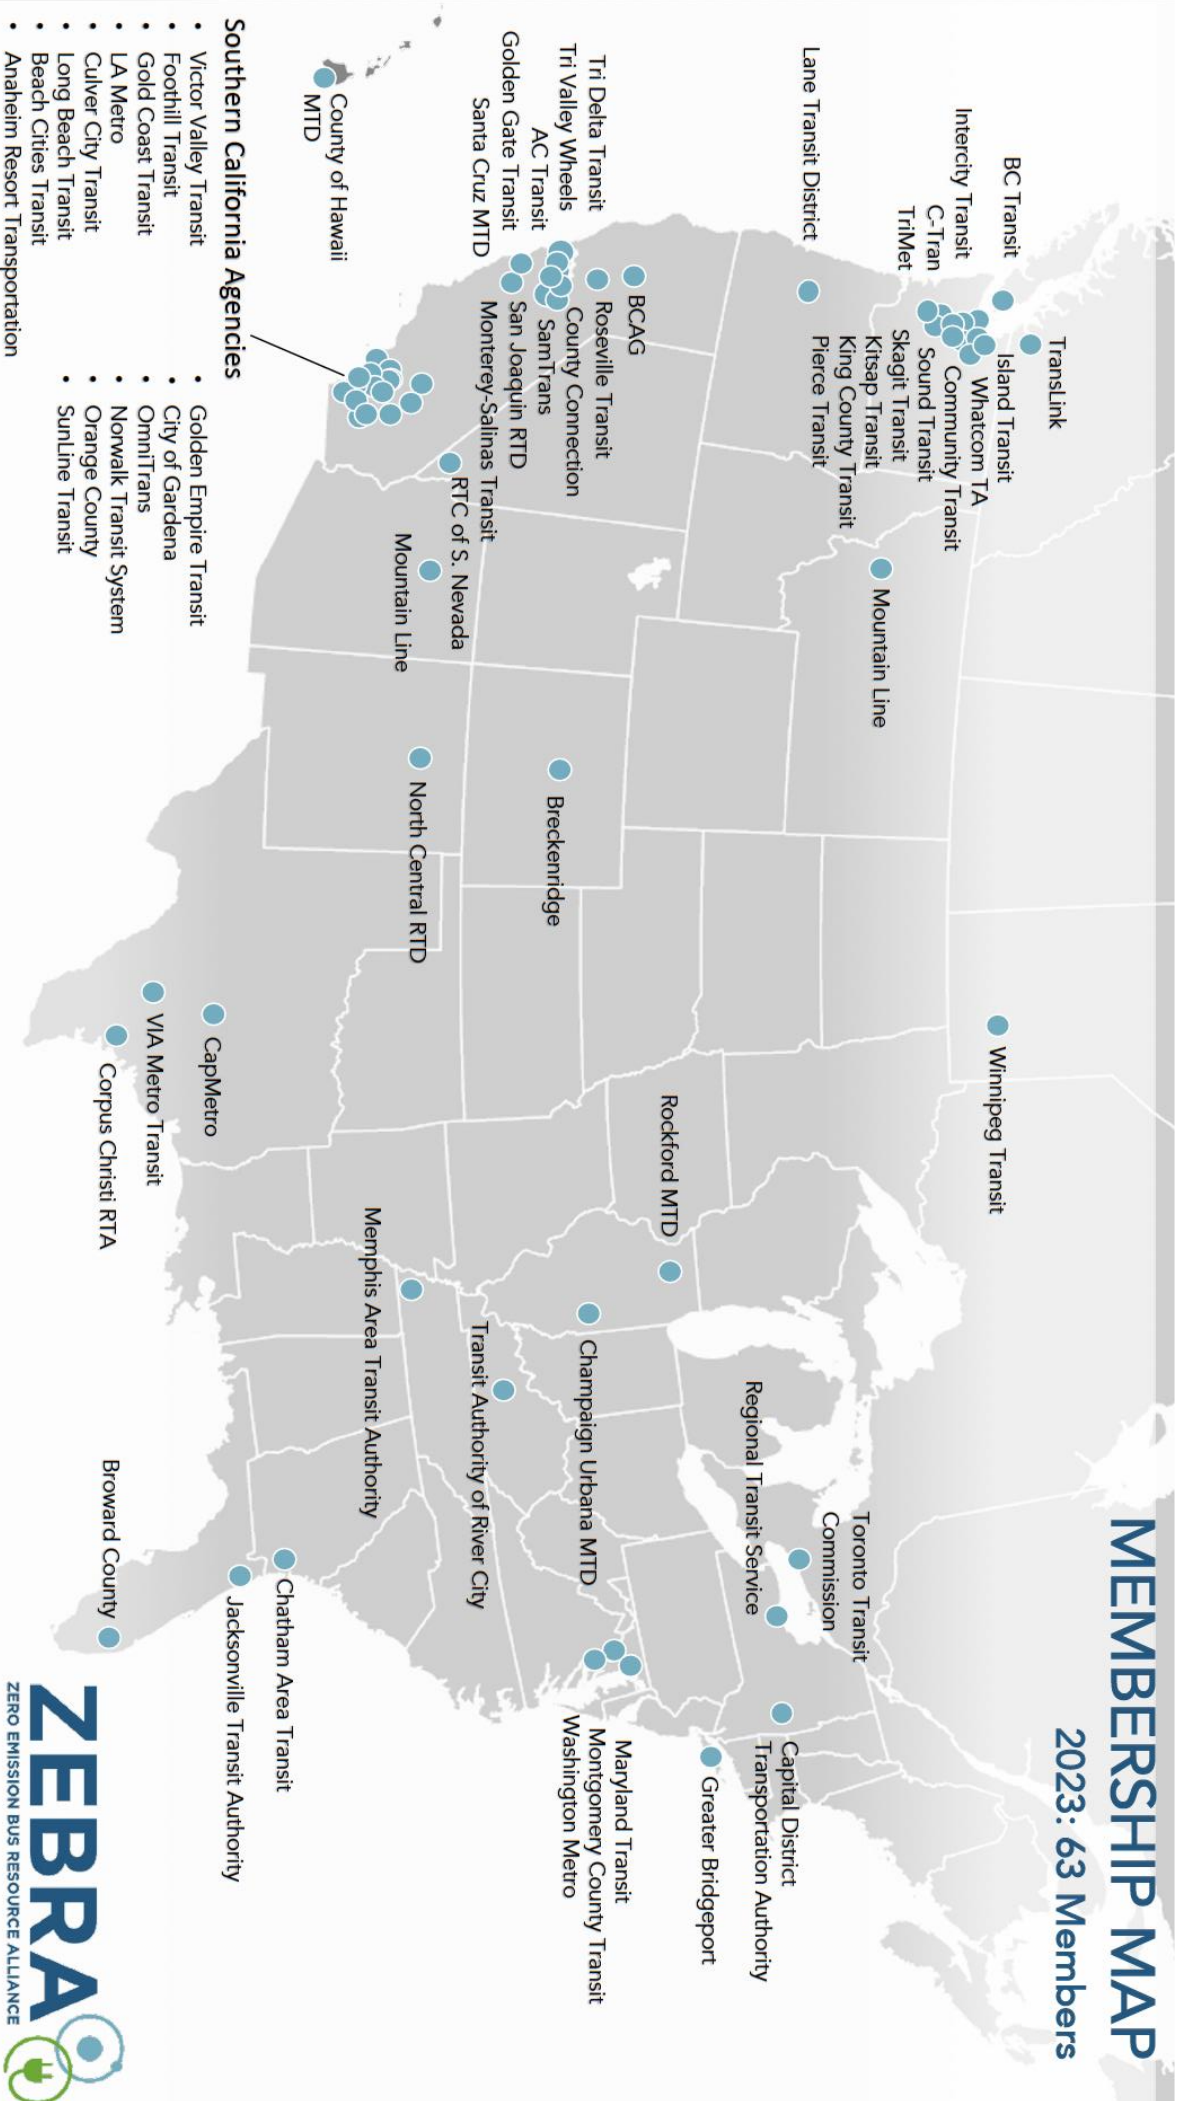 MEMBERSHIP MAP
2023: 63 Members
BC Transit
Intercity Transit
C-Tran
TriMet
TransLink
Island Transit
Whatcom TA
Community Transit
Sound Transit
Skagit Transit
Kitsap Transit
King County Transit
Pierce Transit
Lane Transit District
Mountain Line
Winnipeg Transit
Toronto Transit
Commission
Regional Transit Service
Capital District
Transportation Authority
Greater Bridgeport
Rockford MTD
Champaign Urbana MTD
Maryland Transit
Montgomery County Transit
Washington Metro
Tri Delta Transit
Tri Valley Wheels
AC Transit
Golden Gate Transit
Santa Cruz MTD
BCAG
Roseville Transit
County Connection
SamTrans
San Joaquin RTD
Monterey-Salinas Transit
RTC of S. Nevada
Mountain Line
Breckenridge
North Central RTD
Transit Authority of River City
Memphis Area Transit Authority
County of Hawaii
MTD
CapMetro
VIA Metro Transit
Corpus Christi RTA
Chatham Area Transit
Jacksonville Transit Authority
Broward County
Southern California Agencies
• Victor Valley Transit
• Foothill Transit
• Gold Coast Transit
• LA Metro
• Culver City Transit
• Long Beach Transit
• Beach Cities Transit
• Anaheim Resort Transportation
• Golden Empire Transit
• City of Gardena
• OmniTrans
• Norwalk Transit System
• Orange County
• SunLine Transit
ZEBRA
ZERO EMISSION BUS RESOURCE ALLIANCE